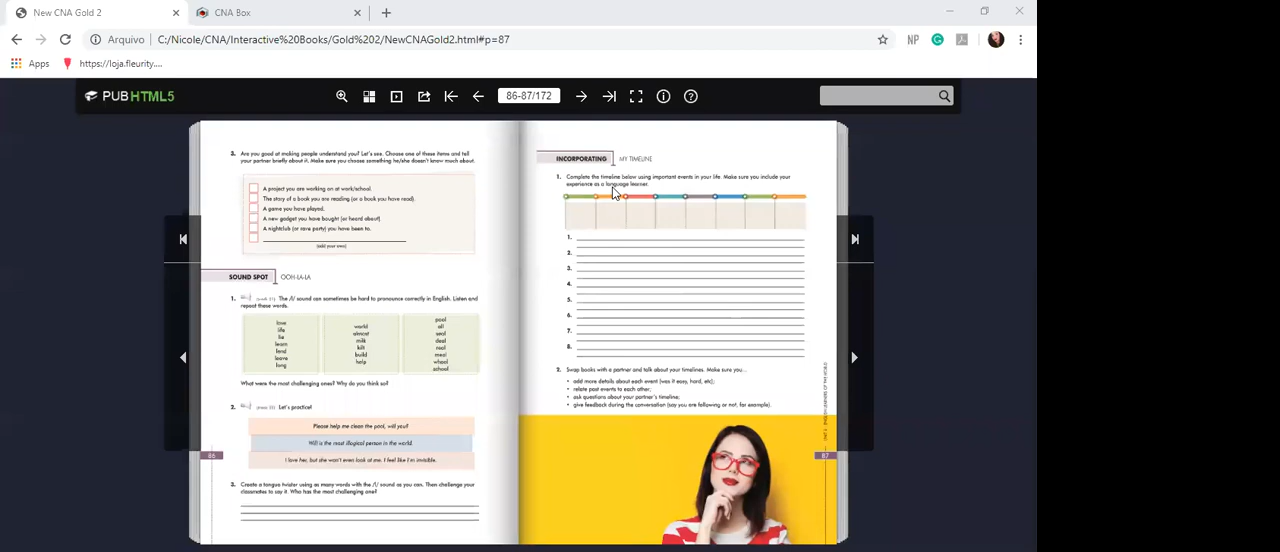 New CNA Gold 2
CNA Box
Arquivo C:/Nicole/CNA/Interactive%20Books/Gold%202/NewCNAGold2.html#p=87
NP
Apps
https://loja.fleurity....
PUB HTML5
86-87/172
3. Are you good at making people understand you? Let's see. Choose one of these items and tell
your partner briefly about it. Make sure you choose something he/she doesn't know much about.
A project you are working on at work/school.
The story of a book you are reading (or a book you have read).
A game you have played.
A new gadget you have bought (or heard about)
A nightclub (or rave party) you have been to.
(add your own)
SOUND SPOT
OOH-LA-LA
1. The /l/ sound can sometimes be hard to pronounce correctly in English. Listen and
repeat these words.
love
life
lie
learn
lend
leave
long
world
almost
milk
kilt
build
help
pool
all
seal
deal
real
meal
wheel
school
What were the most challenging ones? Why do you think so?
2. Let's practice!
Please help me clean the pool, will you?
Will is the most illogical person in the world.
I love her, but she won't even look at me. I feel like I'm invisible.
3. Create a tongue twister using as many words with the /l/ sound as you can. Then challenge your
classmates to say it. Who has the most challenging one?
86
INCORPORATING
MY TIMELINE
1. Complete the timeline below using important events in your life. Make sure you include your
experience as a language learner.
1.
2.
3.
4.
5.
6.
7.
8.
2. Swap books with a partner and talk about your timelines. Make sure you...
• add more details about each event (was it easy, hard, etc);
• relate past events to each other;
• ask questions about your partner's timeline;
• give feedback during the conversation (say you are following or not, for example).
87